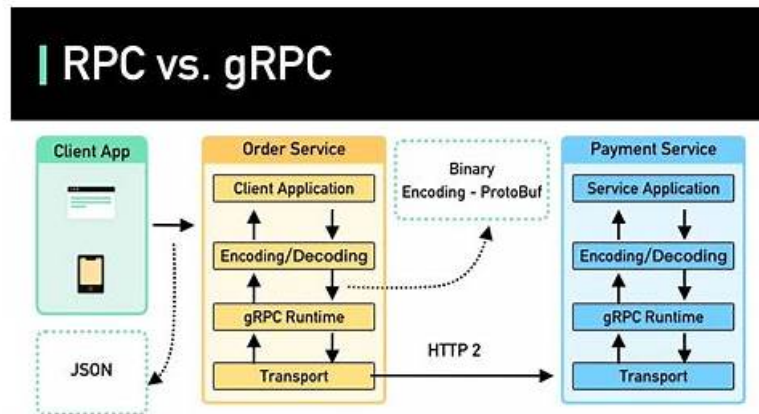 RPC vs. gRPC
Client App
Order Service
Client Application
Encoding/Decoding
gRPC Runtime
Transport
Binary
Encoding - ProtoBuf
Payment Service
Service Application
Encoding/Decoding
gRPC Runtime
Transport
JSON
HTTP 2